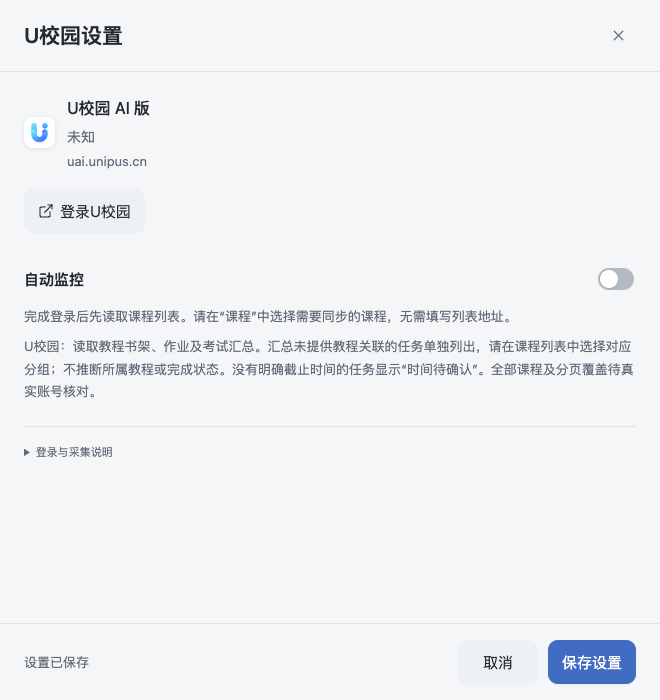 U校园设置
U校园 AI 版
未知
uai.unipus.cn
登录U校园
自动监控
完成登录后先读取课程列表。请在“课程”中选择需要同步的课程，无需填写列表地址。
U校园：读取教程书架、作业及考试汇总。汇总未提供教程关联的任务单独列出，请在课程列表中选择对应
分组；不推断所属教程或完成状态。没有明确截止时间的任务显示“时间待确认”。全部课程及分页覆盖待真
实账号核对。
登录与采集说明
设置已保存
取消
保存设置